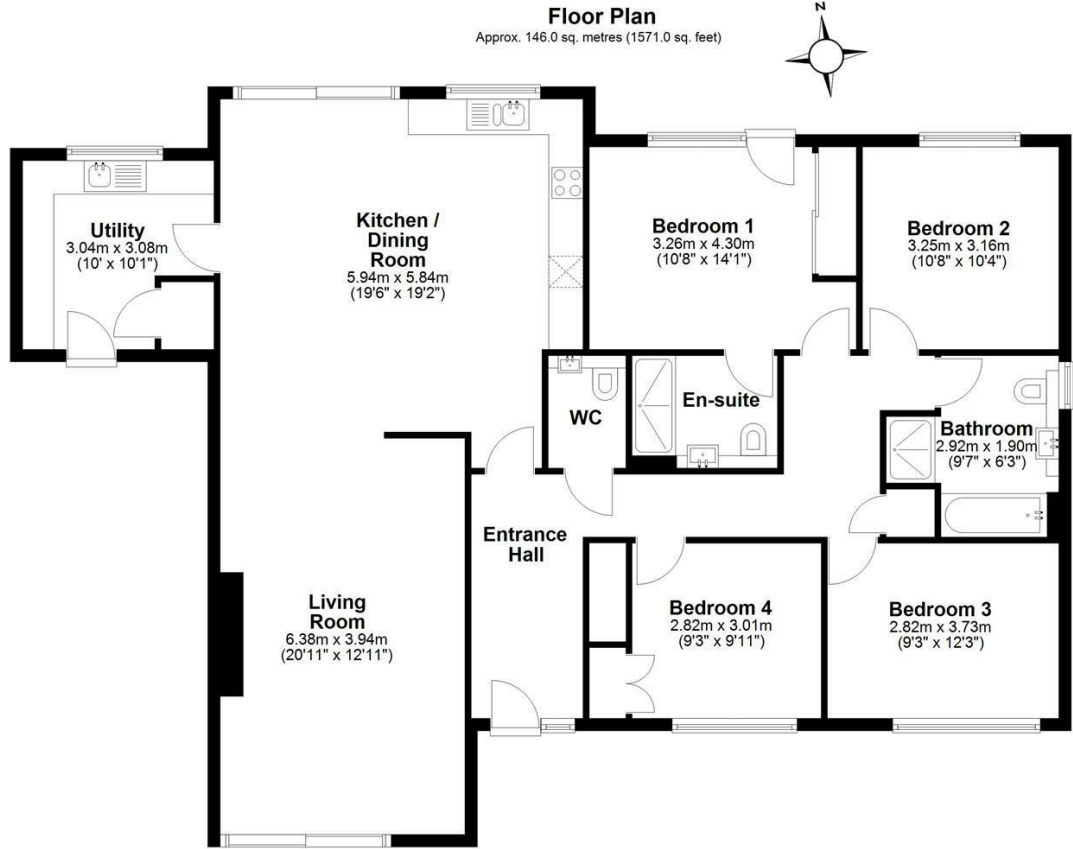 Floor Plan
Approx. 146.0 sq. metres (1571.0 sq. feet)
N
Utility
3.04m x 3.08m
(10' x 10'1")
Kitchen /
Dining
Room
5.94m x 5.84m
(19'6" x 19'2")
Bedroom 1
3.26m x 4.30m
(10'8" x 14'1")
Bedroom 2
3.25m x 3.16m
(10'8" x 10'4")
WC
En-suite
Bathroom
2.92m x 1.90m
(9'7" x 6'3")
Entrance
Hall
Living
Room
6.38m x 3.94m
(20'11" x 12'11")
Bedroom 4
2.82m x 3.01m
(9'3" x 9'11")
Bedroom 3
2.82m x 3.73m
(9'3" x 12'3")